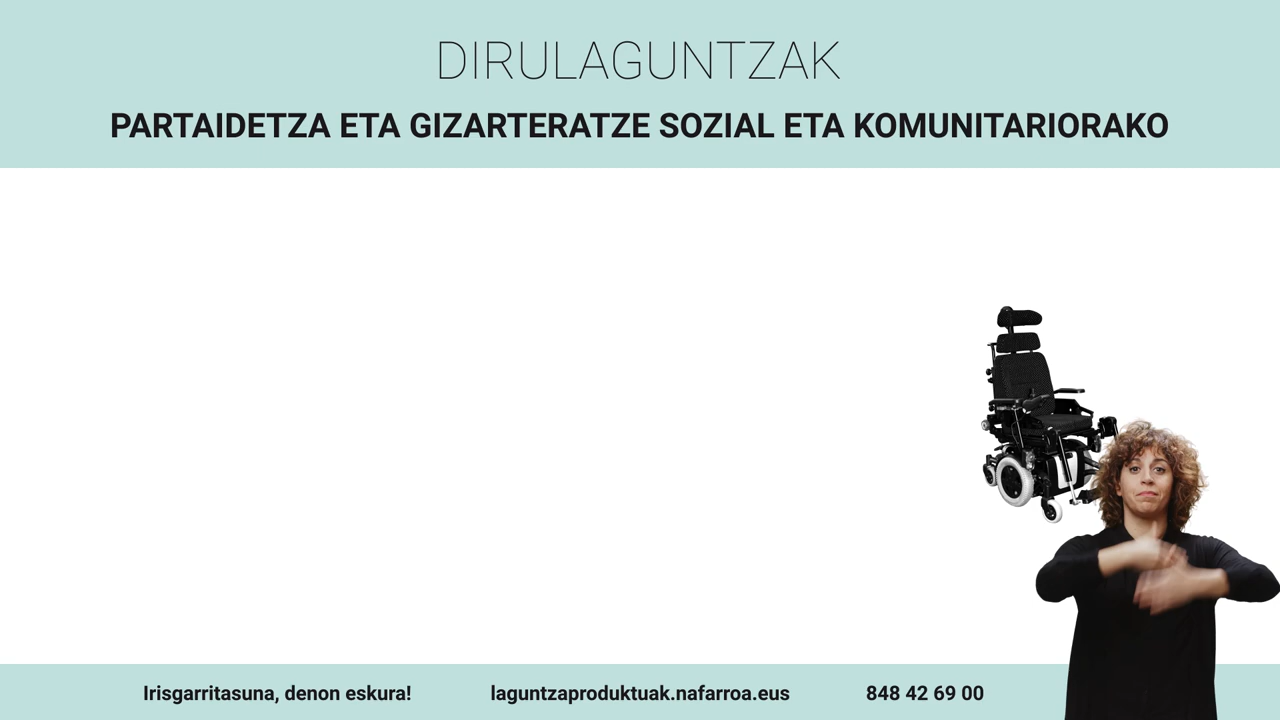 DIRULAGUNTZAK
PARTAIDETZA ETA GIZARTERATZE SOZIAL ETA KOMUNITARIORAKO
Irisgarritasuna, denon eskura! laguntzaproduktuak.nafarroa.eus 848 42 69 00